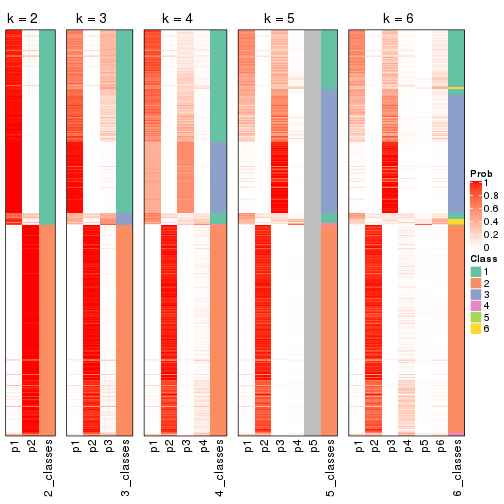 k = 2
k = 3
k = 4
k = 5
k = 6
Prob
1
0.8
0.6
0.4
0.2
0
Class
1
2
3
4
5
6
p1
p2
2_classes
p1
p2
p3
3_classes
p1
p2
p3
p4
4_classes
p1
p2
p3
p4
p5
5_classes
p1
p2
p3
p4
p5
p6
6_classes